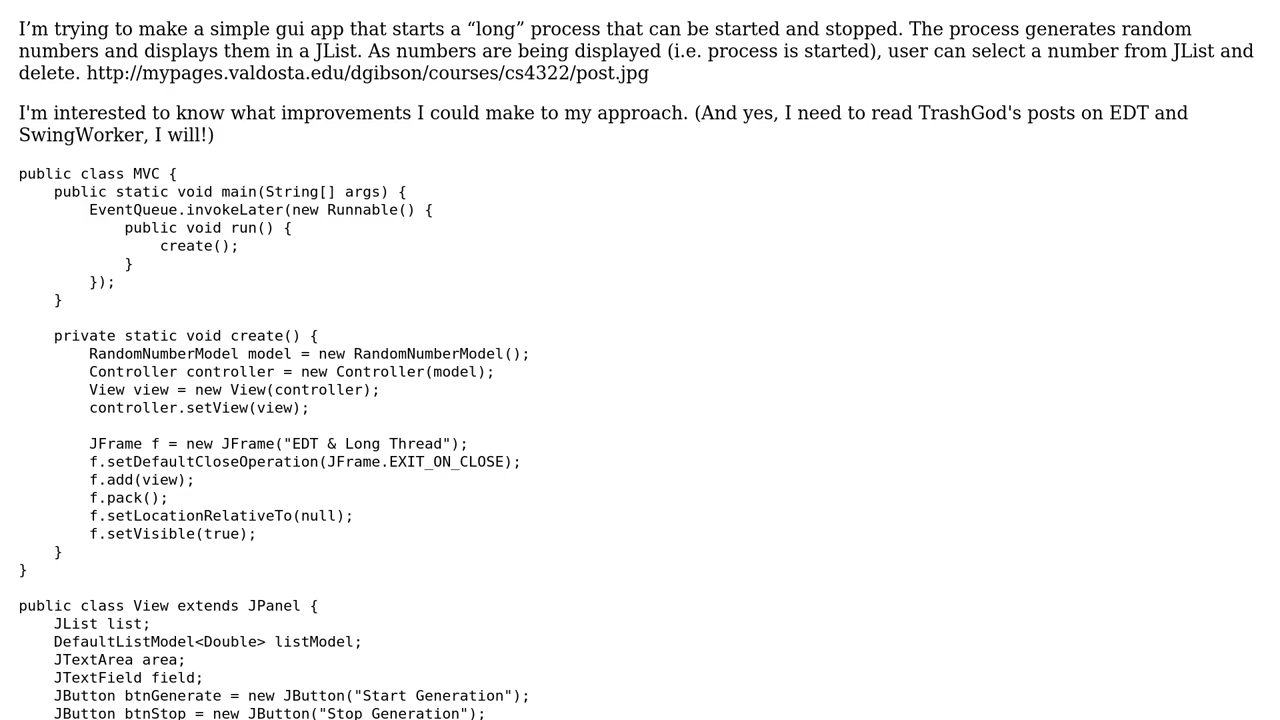 I’m trying to make a simple gui app that starts a “long” process that can be started and stopped. The process generates random
numbers and displays them in a JList. As numbers are being displayed (i.e. process is started), user can select a number from JList and
delete. http://mypages.valdosta.edu/dgibson/courses/cs4322/post.jpg
I'm interested to know what improvements I could make to my approach. (And yes, I need to read TrashGod's posts on EDT and
SwingWorker, I will!)
public class MVC {
    public static void main(String[] args) {
        EventQueue.invokeLater(new Runnable() {
            public void run() {
                create();
            }
        });
    }

    private static void create() {
        RandomNumberModel model = new RandomNumberModel();
        Controller controller = new Controller(model);
        View view = new View(controller);
        controller.setView(view);

        JFrame f = new JFrame("EDT & Long Thread");
        f.setDefaultCloseOperation(JFrame.EXIT_ON_CLOSE);
        f.add(view);
        f.pack();
        f.setLocationRelativeTo(null);
        f.setVisible(true);
    }
}

public class View extends JPanel {
    JList list;
    DefaultListModel<Double> listModel;
    JTextArea area;
    JTextField field;
    JButton btnGenerate = new JButton("Start Generation");
    JButton btnStop = new JButton("Stop Generation");